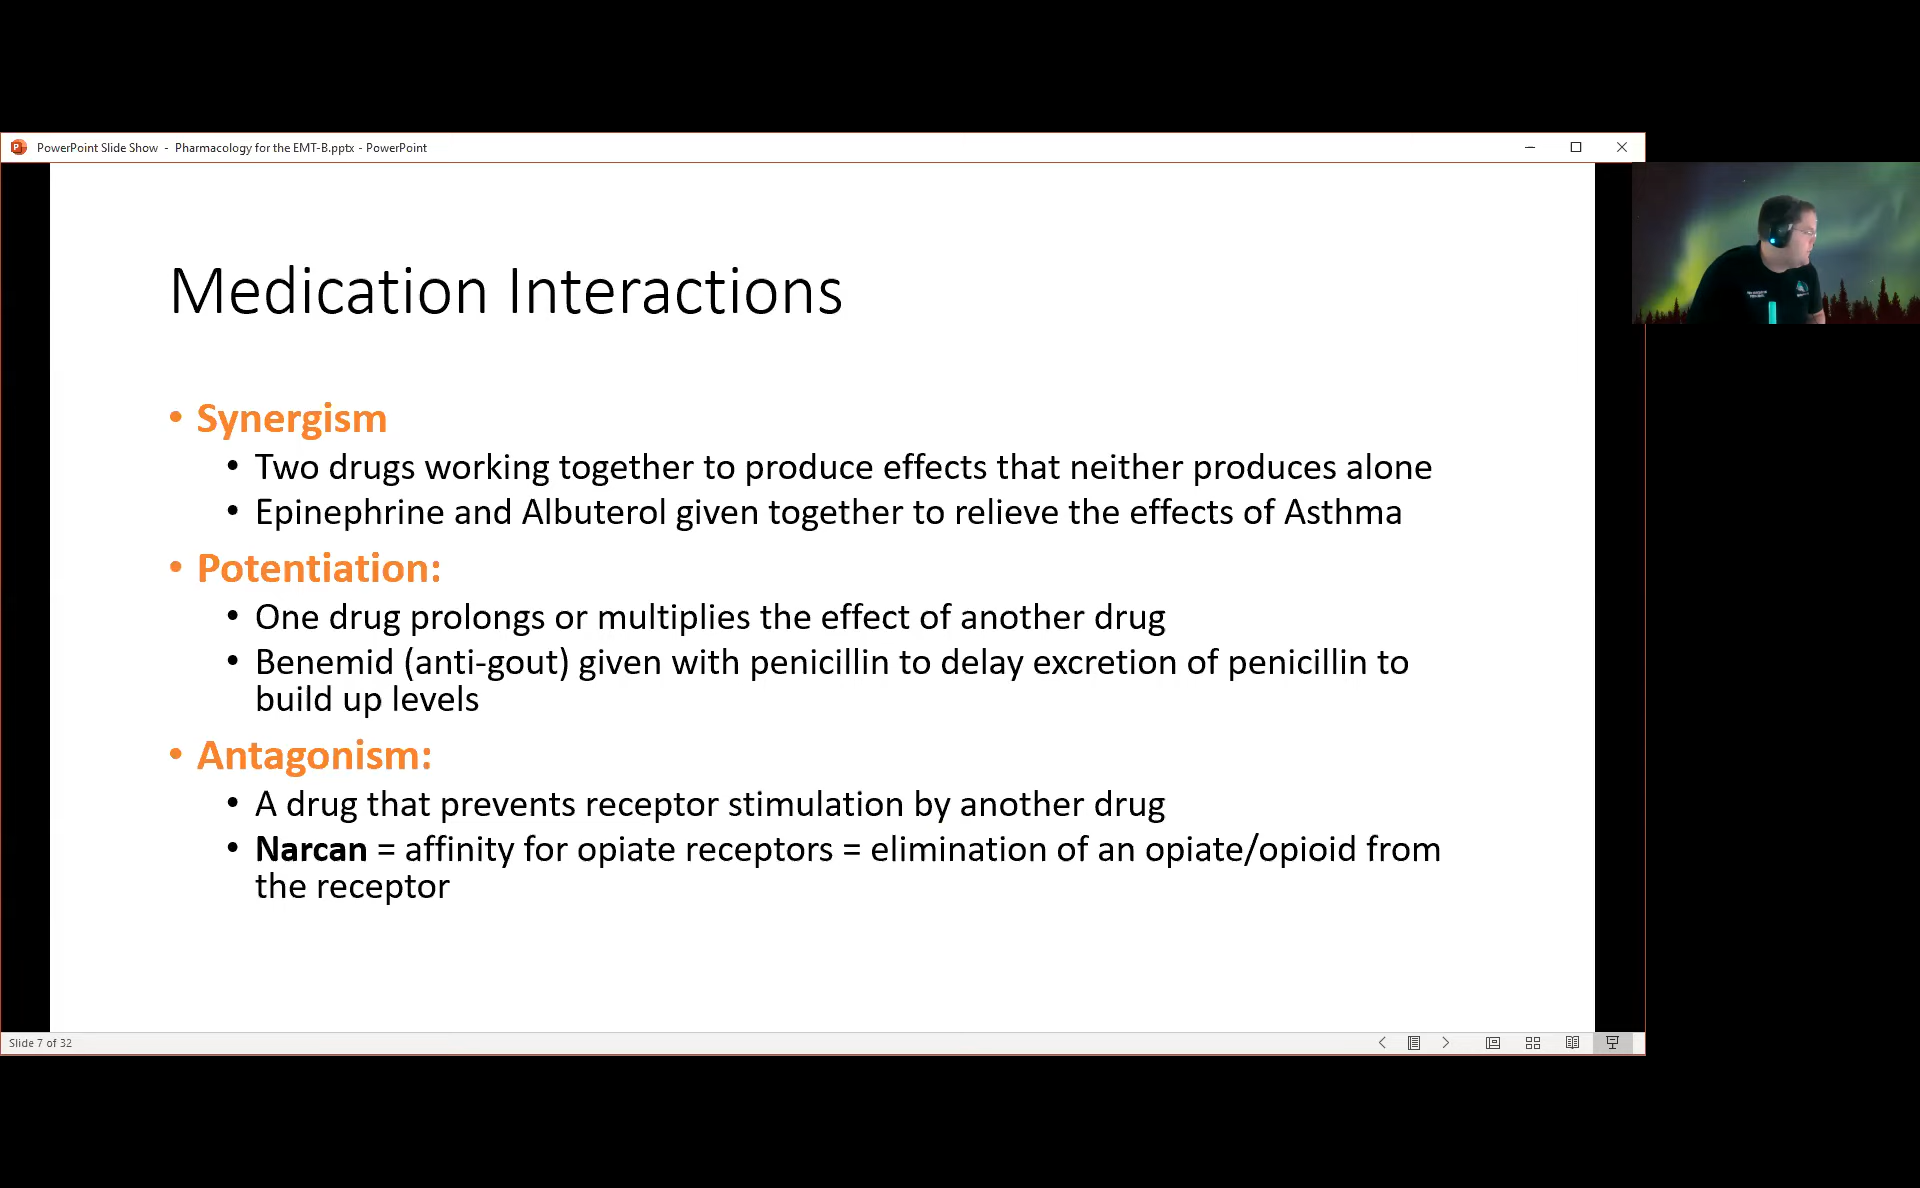 PowerPoint Slide Show - Pharmacology for the EMT-B.pptx - PowerPoint
Medication Interactions
• Synergism
• Two drugs working together to produce effects that neither produces alone
• Epinephrine and Albuterol given together to relieve the effects of Asthma
• Potentiation:
• One drug prolongs or multiplies the effect of another drug
• Benemid (anti-gout) given with penicillin to delay excretion of penicillin to
build up levels
• Antagonism:
• A drug that prevents receptor stimulation by another drug
• Narcan = affinity for opiate receptors = elimination of an opiate/opioid from
the receptor
Slide 7 of 32